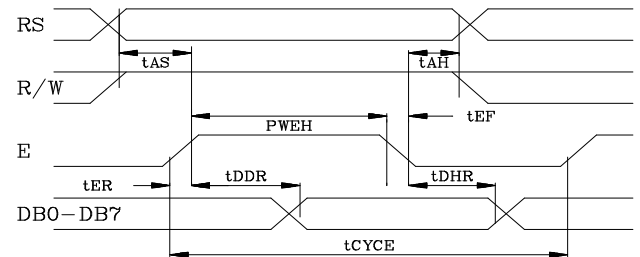 RS
tAS
tAH
R/W
PWEH
tEF
E
tER
tDDR
tDHR
DB0-DB7
tCYCE